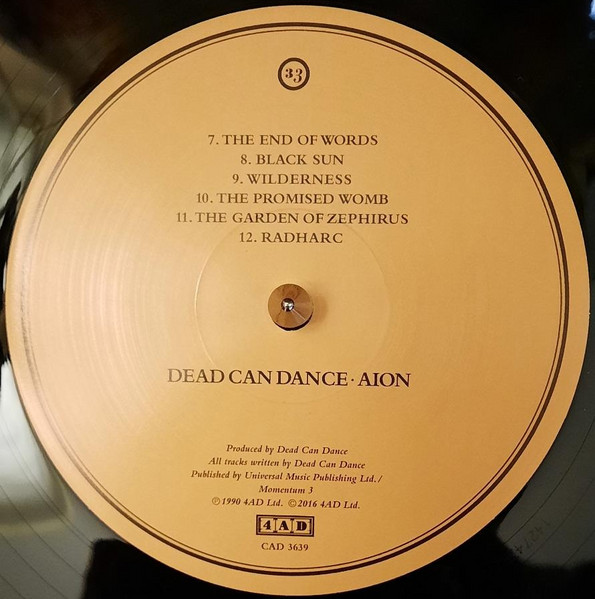 33
7. THE END OF WORDS
8. BLACK SUN
9. WILDERNESS
10. THE PROMISED WOMB
11. THE GARDEN OF ZEPHIRUS
12. RADHARC
DEAD CAN DANCE · AION
Produced by Dead Can Dance
All tracks written by Dead Can Dance
Published by Universal Music Publishing Ltd. /
Momentum 3
℗ 1990 4AD Ltd. © 2016 4AD Ltd.
4AD
CAD 3639